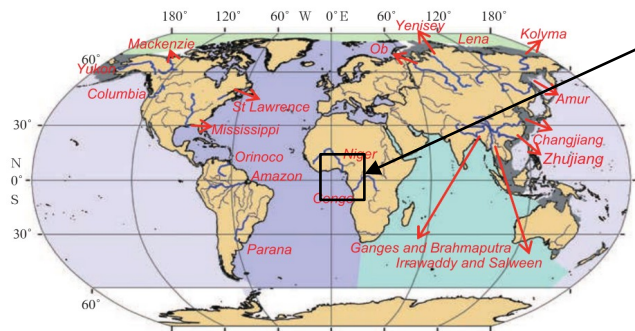 180° 120° 60° W 0° E 60° 120° 180°
Yenisey
Lena
Kolyma
Mackenzie
Ob
60°
Yukon
Columbia
St Lawrence
Amur
30°
Mississippi
Changjiang
Zhujiang
Orinoco
Niger
N
0°
S
Amazon
Congo
30°
Parana
Ganges and Brahmaputra
Irrawaddy and Salween
60°